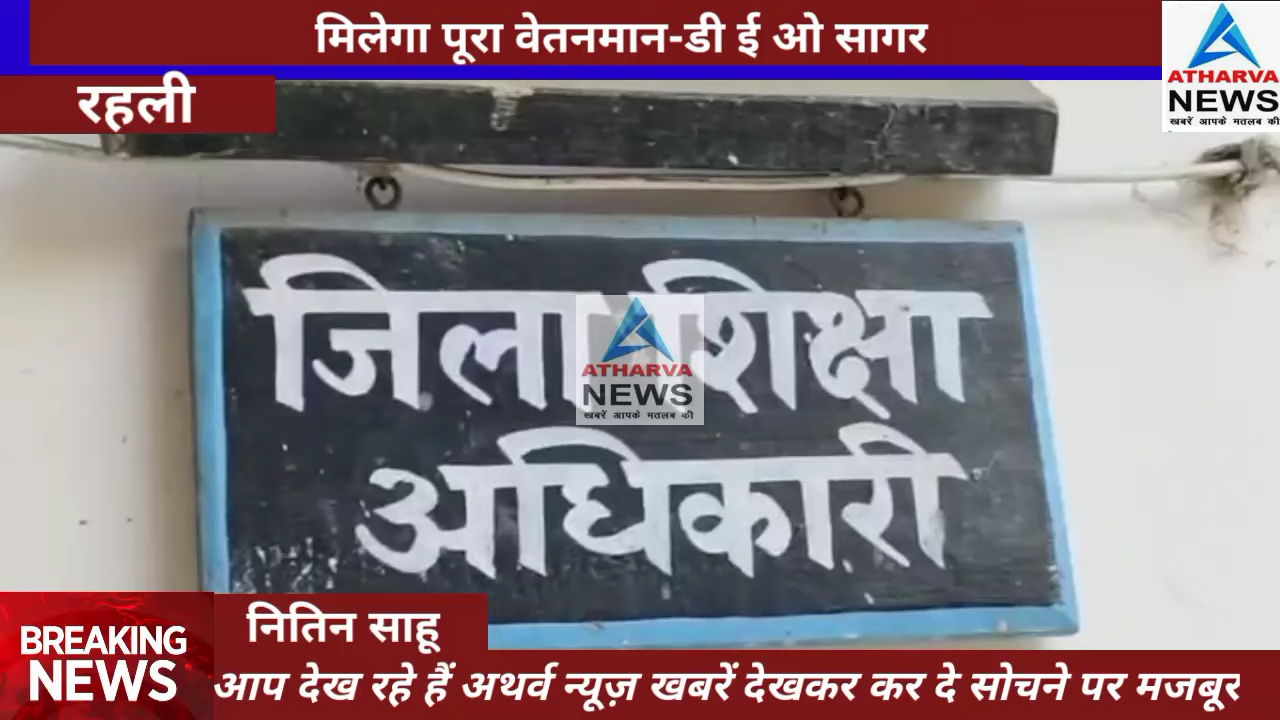 मिलेगा पूरा वेतनमान-डी ई ओ सागर
ATHARVA
NEWS
खबरें आपके मतलब की
रहली
जिला शिक्षा
ATHARVA
NEWS
खबरें आपके मतलब की
अधिकारी
नितिन साहू
BREAKING
NEWS
आप देख रहे हैं अथर्व न्यूज़ खबरें देखकर कर दे सोचने पर मजबूर